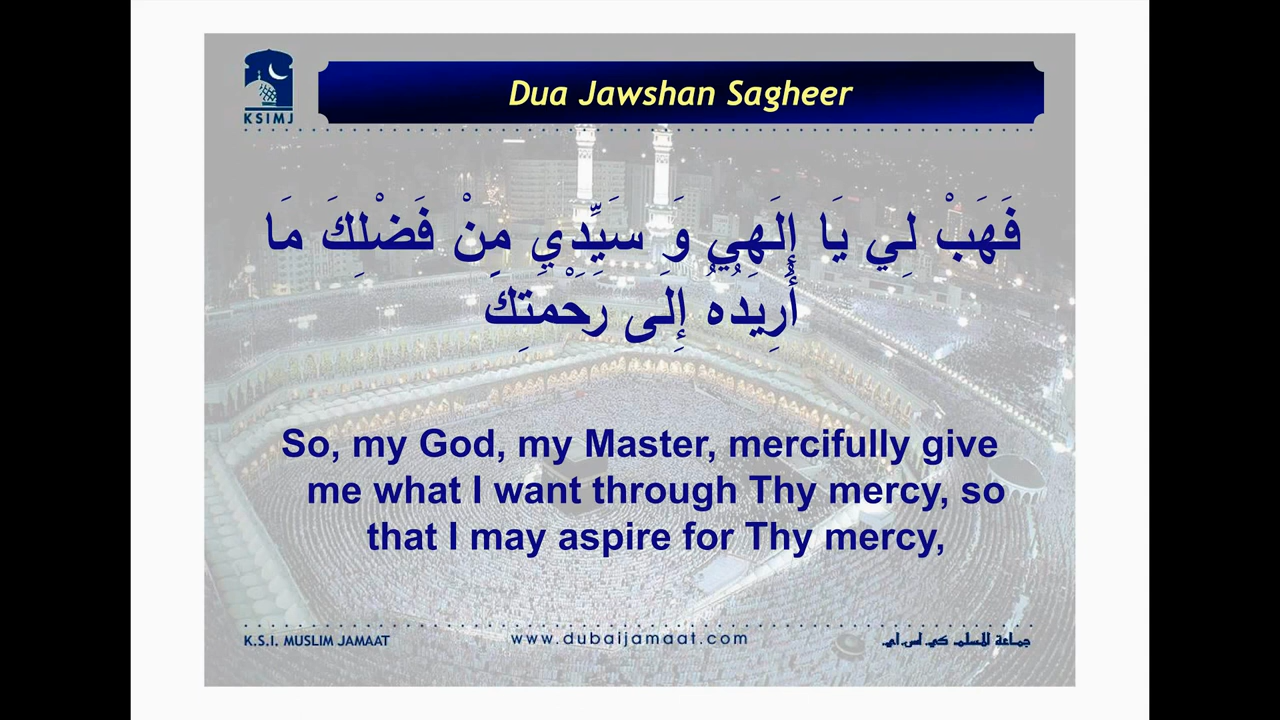 KSIMJ
Dua Jawshan Sagheer
فَهَبْ لِي يَا إِلَهِي وَ سَيِّدِي مِنْ فَضْلِكَ مَا
أُرِيدُهُ إِلَى رَحْمَتِكَ
So, my God, my Master, mercifully give
me what I want through Thy mercy, so
that I may aspire for Thy mercy,
K.S.I. MUSLIM JAMAAT
www.dubaijamaat.com
جماعة المسلم كي اس اي